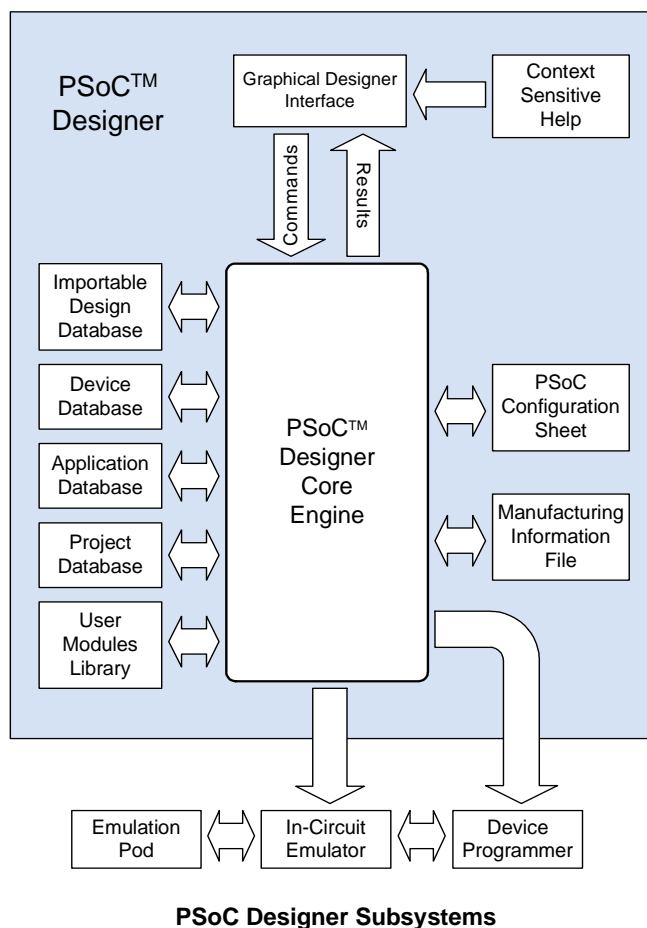 PSoC™
Designer
Graphical Designer
Interface
Context
Sensitive
Help
Commands
Results
Importable
Design
Database
Device
Database
Application
Database
Project
Database
User
Modules
Library
PSoC™
Designer
Core
Engine
PSoC
Configuration
Sheet
Manufacturing
Information
File
Emulation
Pod
In-Circuit
Emulator
Device
Programmer
PSoC Designer Subsystems